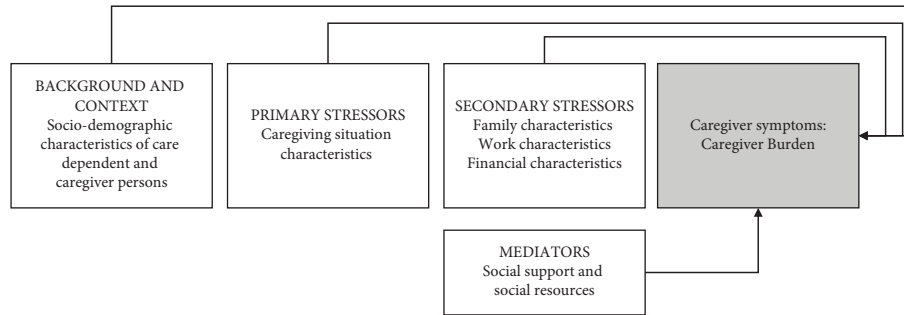 BACKGROUND AND
CONTEXT
Socio-demographic
characteristics of care
dependent and
caregiver persons
PRIMARY STRESSORS
Caregiving situation
characteristics
SECONDARY STRESSORS
Family characteristics
Work characteristics
Financial characteristics
Caregiver symptoms:
Caregiver Burden
MEDIATORS
Social support and
social resources